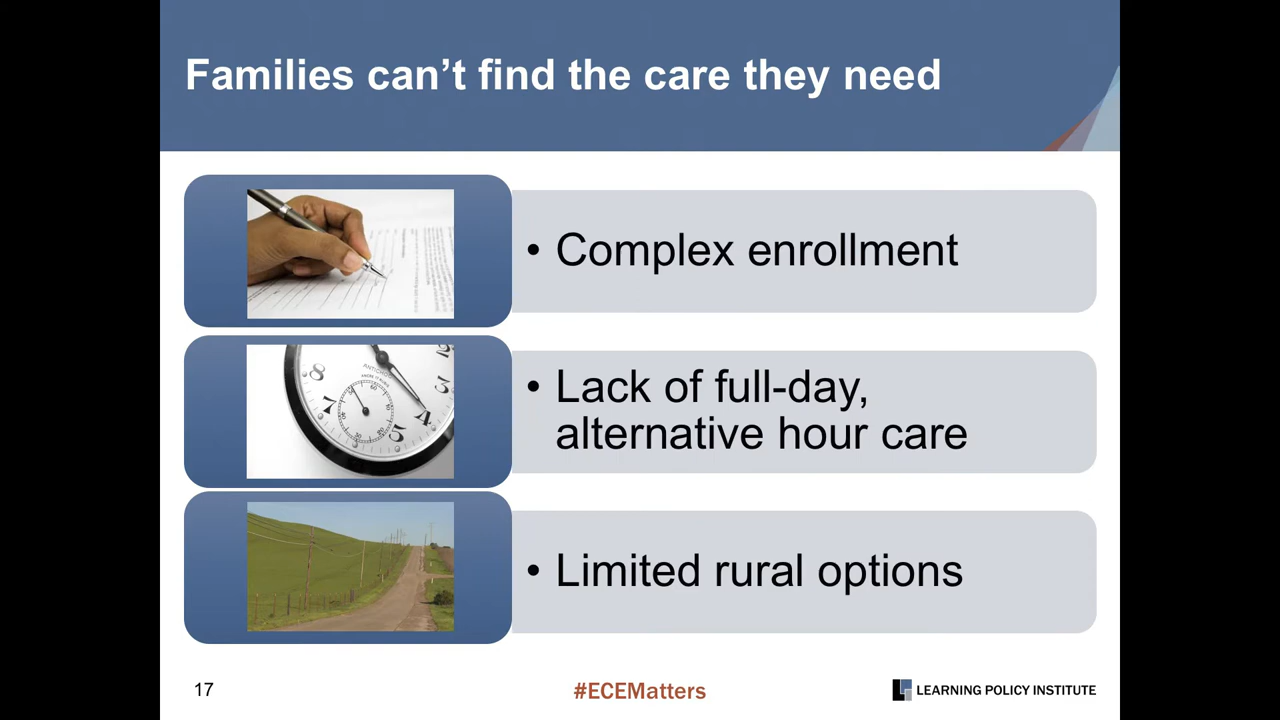 Families can’t find the care they need
• Complex enrollment
• Lack of full-day,
alternative hour care
• Limited rural options
17
#ECEMatters
LEARNING POLICY INSTITUTE